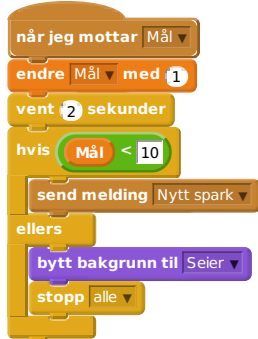 når jeg mottar Mål
endre Mål med 1
vent 2 sekunder
hvis Mål < 10
send melding Nytt spark
ellers
bytt bakgrunn til Seier
stopp alle